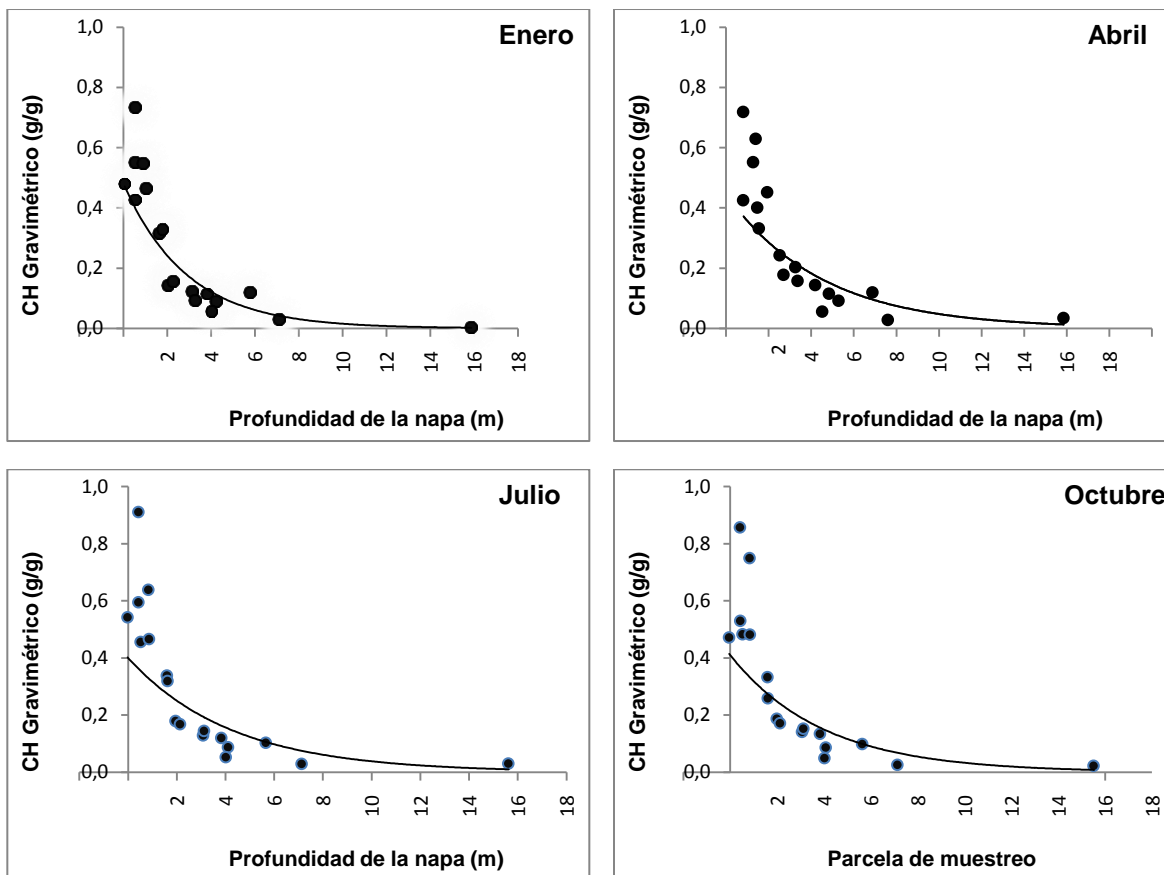 Enero
CH Gravimétrico (g/g)
1,0
0,8
0,6
0,4
0,2
0,0
2 4 6 8 10 12 14 16 18
Profundidad de la napa (m)
Abril
CH Gravimétrico (g/g)
1,0
0,8
0,6
0,4
0,2
0,0
2 4 6 8 10 12 14 16 18
Profundidad de la napa (m)
Julio
CH Gravimétrico (g/g)
1,0
0,8
0,6
0,4
0,2
0,0
2 4 6 8 10 12 14 16 18
Profundidad de la napa (m)
Octubre
CH Gravimétrico (g/g)
1,0
0,8
0,6
0,4
0,2
0,0
2 4 6 8 10 12 14 16 18
Parcela de muestreo